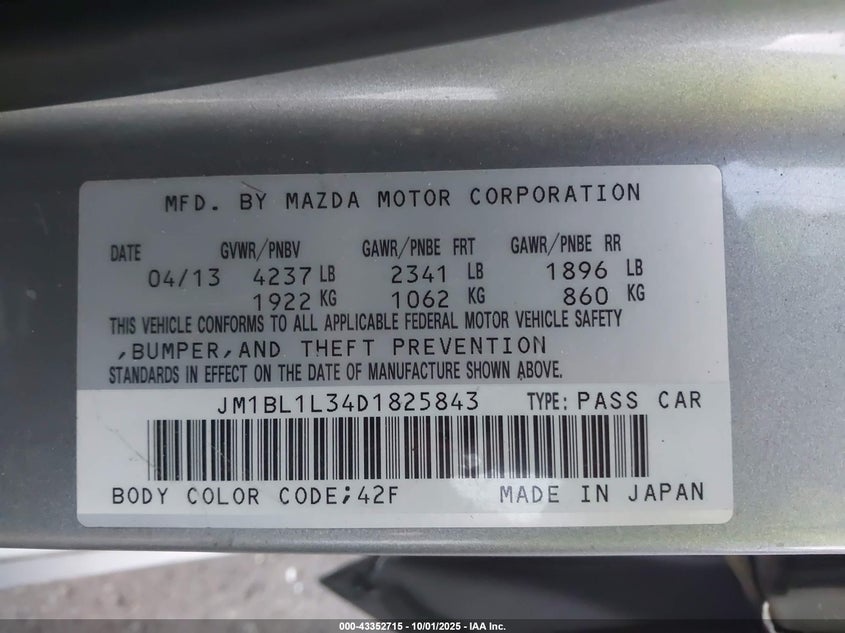 MFD. BY MAZDA MOTOR CORPORATION
DATE GVWR/PNBV GAWR/PNBE FRT GAWR/PNBE RR
04/13 4237 LB 2341 LB 1896 LB
1922 KG 1062 KG 860 KG
THIS VEHICLE CONFORMS TO ALL APPLICABLE FEDERAL MOTOR VEHICLE SAFETY
,BUMPER,AND THEFT PREVENTION
STANDARDS IN EFFECT ON THE DATE OF MANUFACTURE SHOWN ABOVE.
JM1BL1L34D1825843 TYPE: PASS CAR
BODY COLOR CODE;42F MADE IN JAPAN
000-43352715 - 10/01/2025 - IAA Inc.